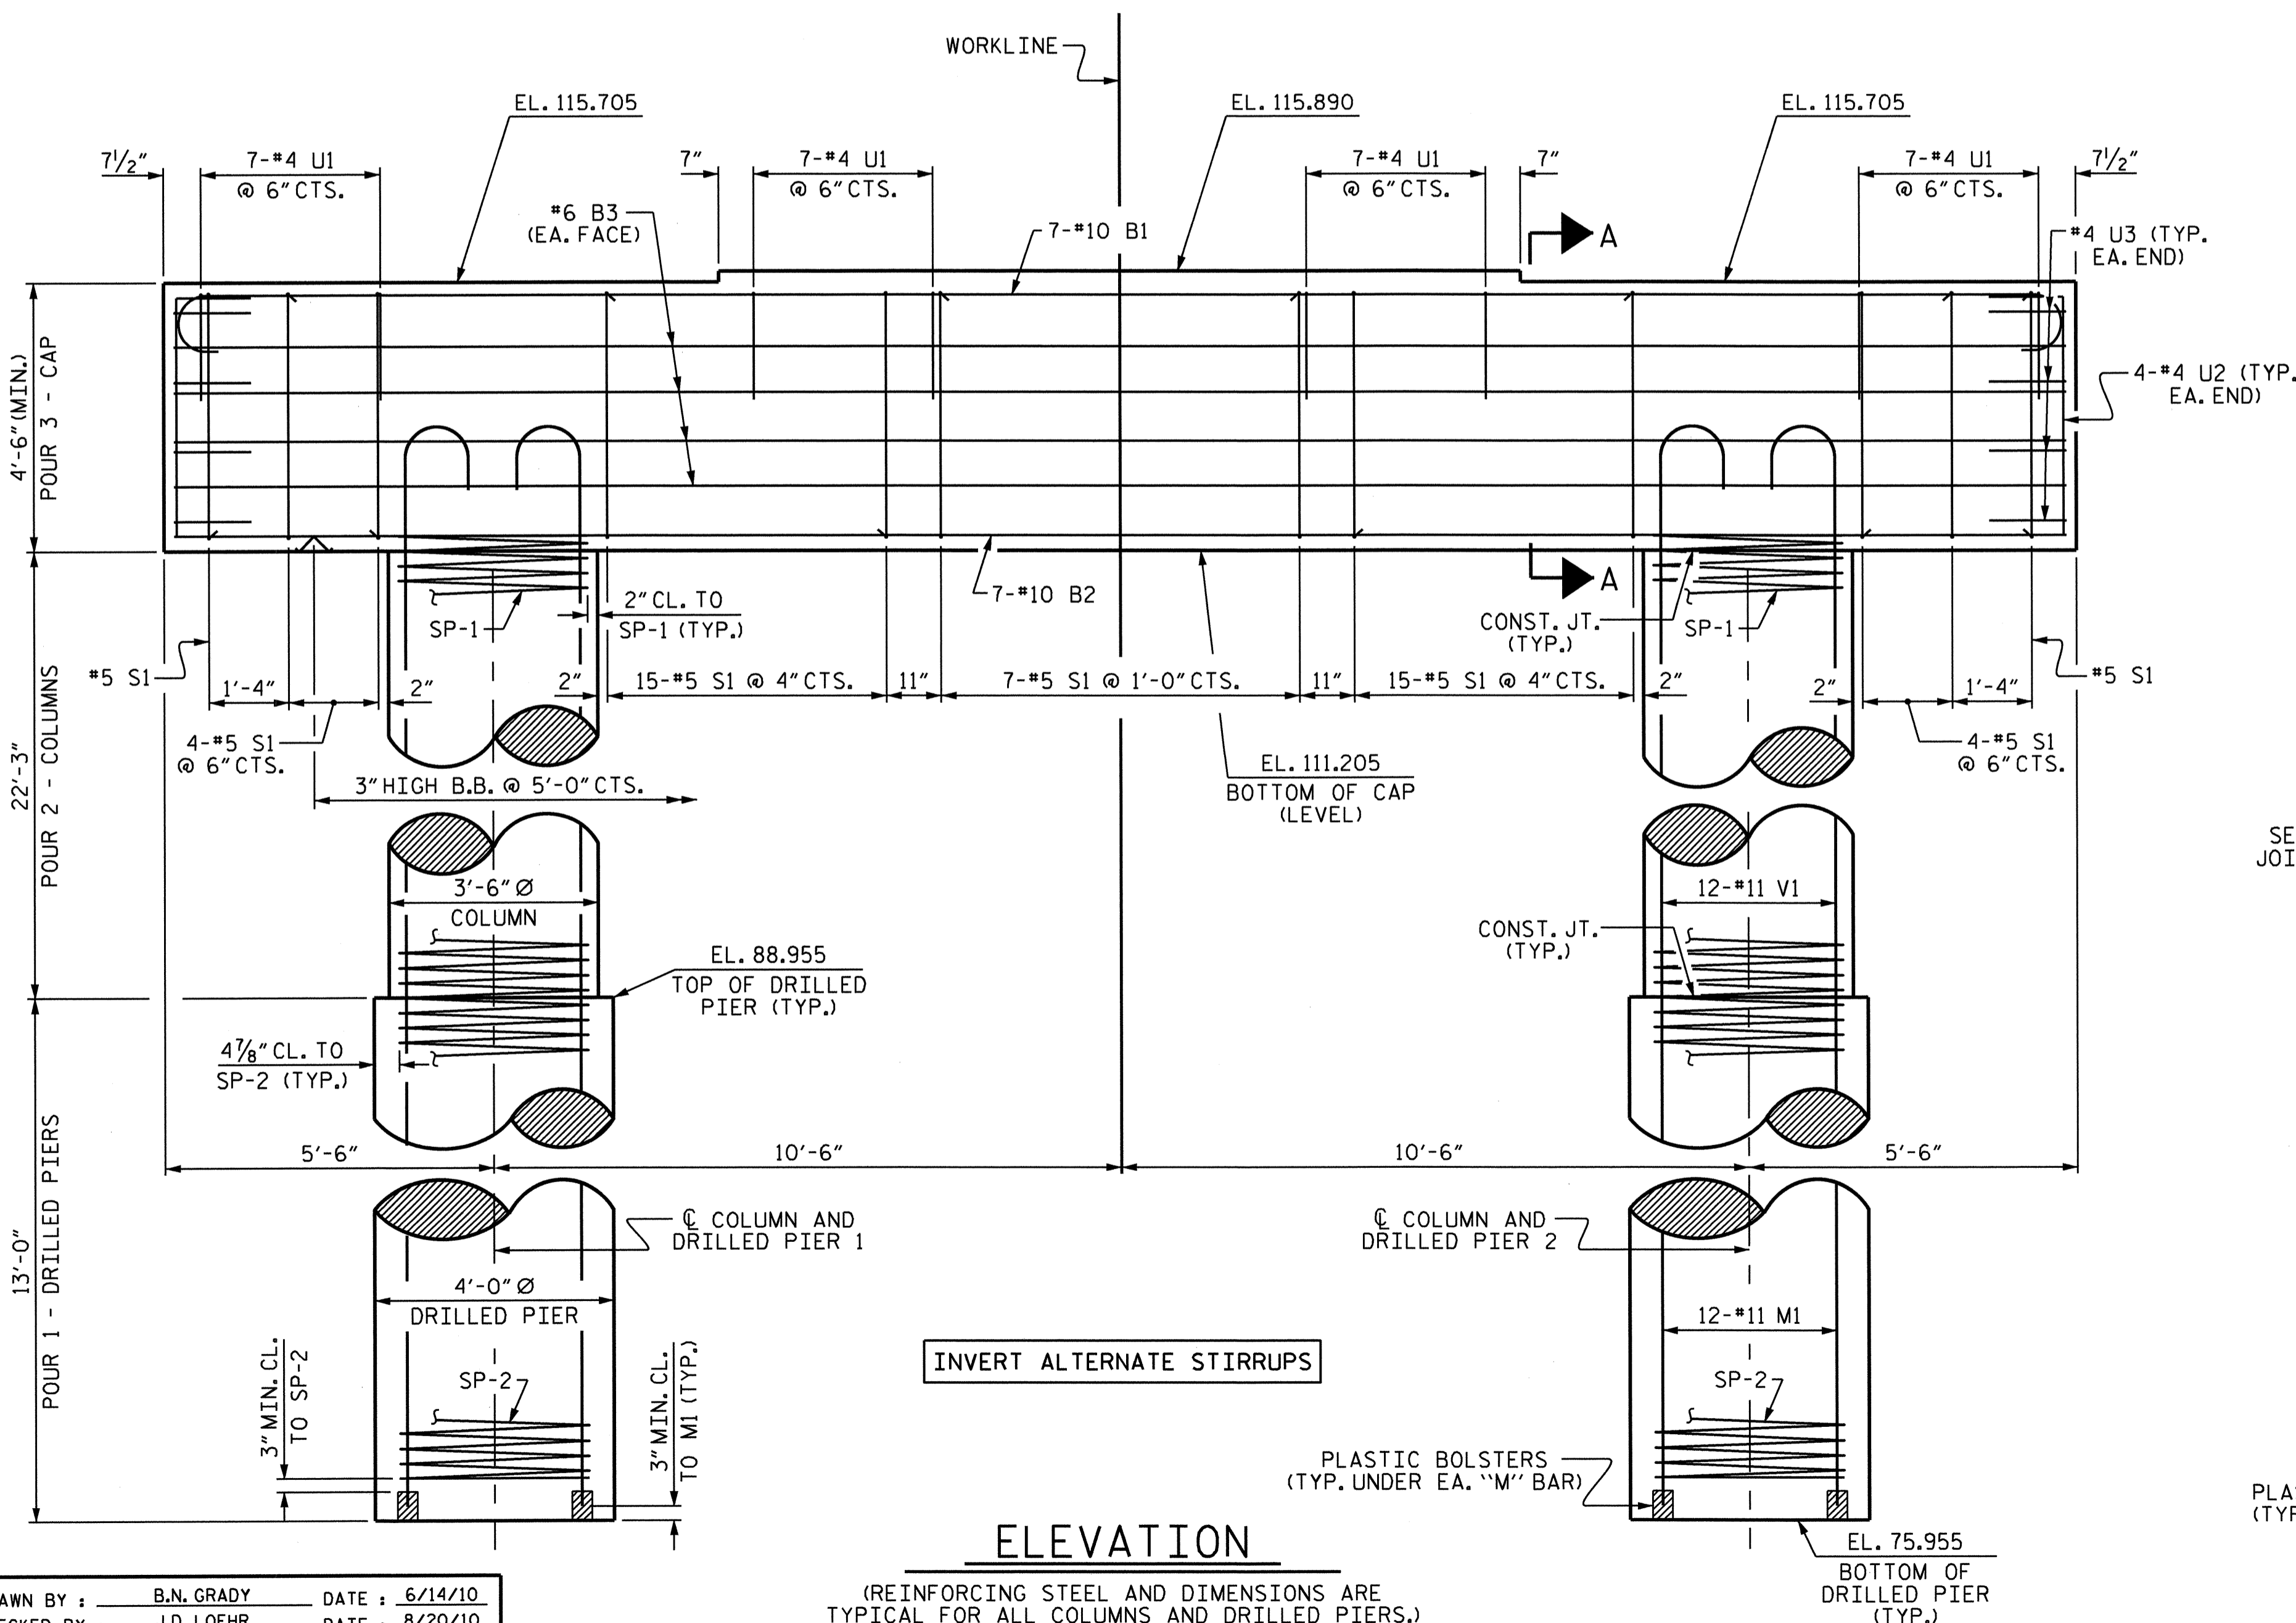 WORKLINE
EL. 115.705
EL. 115.890
EL. 115.705
7½"
7-#4 U1
@ 6" CTS.
7"
7-#4 U1
@ 6" CTS.
7-#4 U1
@ 6" CTS.
7"
7-#4 U1
@ 6" CTS.
7½"
#6 B3
(EA. FACE)
7-#10 B1
A
#4 U3 (TYP.
EA. END)
4'-6" (MIN.)
POUR 3 - CAP
4-#4 U2 (TYP.
EA. END)
7-#10 B2
A
SP-1
2" CL. TO
SP-1 (TYP.)
CONST. JT.
(TYP.)
SP-1
#5 S1
1'-4"
2"
2"
15-#5 S1 @ 4" CTS.
11"
7-#5 S1 @ 1'-0" CTS.
11"
15-#5 S1 @ 4" CTS.
2"
2"
1'-4"
#5 S1
4-#5 S1
@ 6" CTS.
4-#5 S1
@ 6" CTS.
3" HIGH B.B. @ 5'-0" CTS.
EL. 111.205
BOTTOM OF CAP
(LEVEL)
22'-3"
POUR 2 - COLUMNS
SE
JOI
3'-6" Ø
COLUMN
12-#11 V1
CONST. JT.
(TYP.)
EL. 88.955
TOP OF DRILLED
PIER (TYP.)
4⅞" CL. TO
SP-2 (TYP.)
5'-6"
10'-6"
10'-6"
5'-6"
13'-0"
POUR 1 - DRILLED PIERS
℄ COLUMN AND
DRILLED PIER 1
℄ COLUMN AND
DRILLED PIER 2
4'-0" Ø
DRILLED PIER
12-#11 M1
INVERT ALTERNATE STIRRUPS
3" MIN. CL.
TO SP-2
SP-2
3" MIN. CL.
TO M1 (TYP.)
SP-2
PLASTIC BOLSTERS
(TYP. UNDER EA. "M" BAR)
PLA
(TYP
ELEVATION
(REINFORCING STEEL AND DIMENSIONS ARE
TYPICAL FOR ALL COLUMNS AND DRILLED PIERS.)
EL. 75.955
BOTTOM OF
DRILLED PIER
(TYP.)
AWN BY : B.N. GRADY DATE : 6/14/10
J.D. LOEHR DATE : 8/20/10